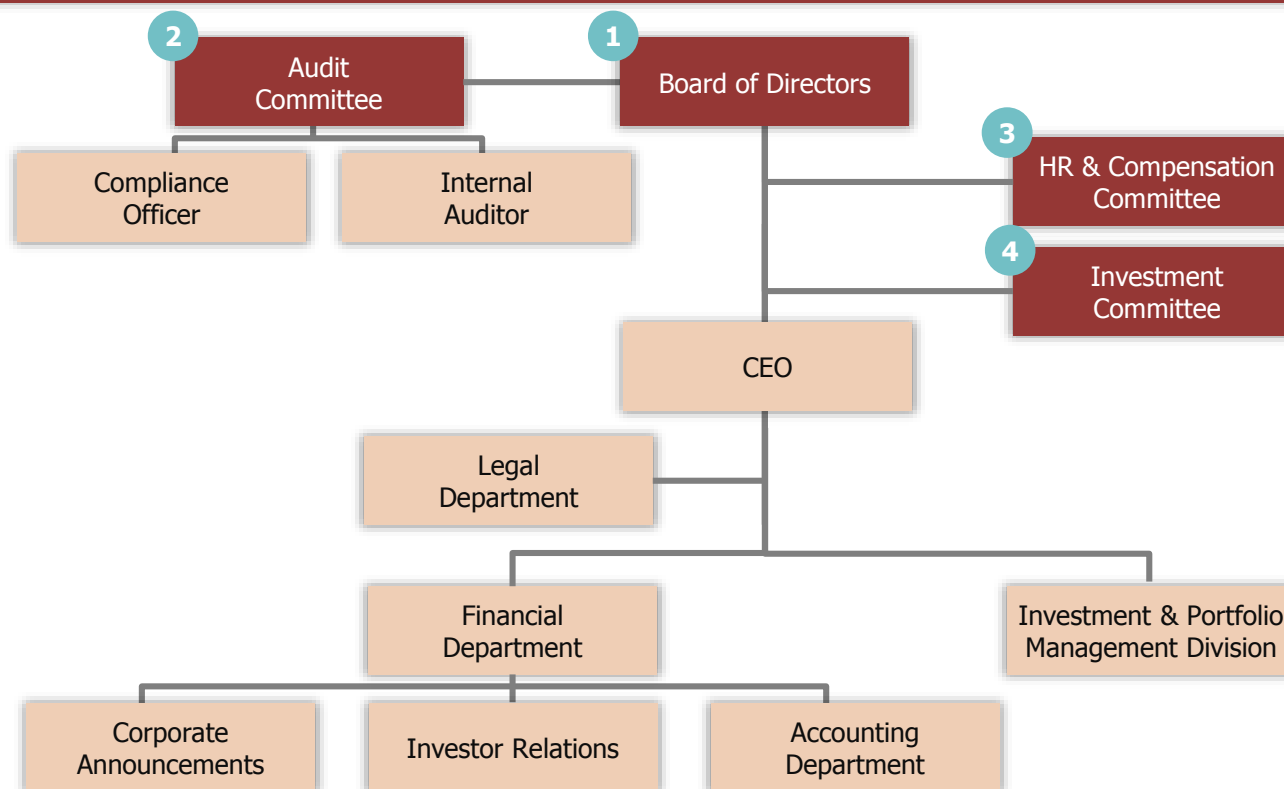 2
1
Audit
Committee
Board of Directors
3
Compliance
Officer
Internal
Auditor
HR & Compensation
Committee
4
Investment
Committee
CEO
Legal
Department
Financial
Department
Investment & Portfolio
Management Division
Corporate
Announcements
Investor Relations
Accounting
Department